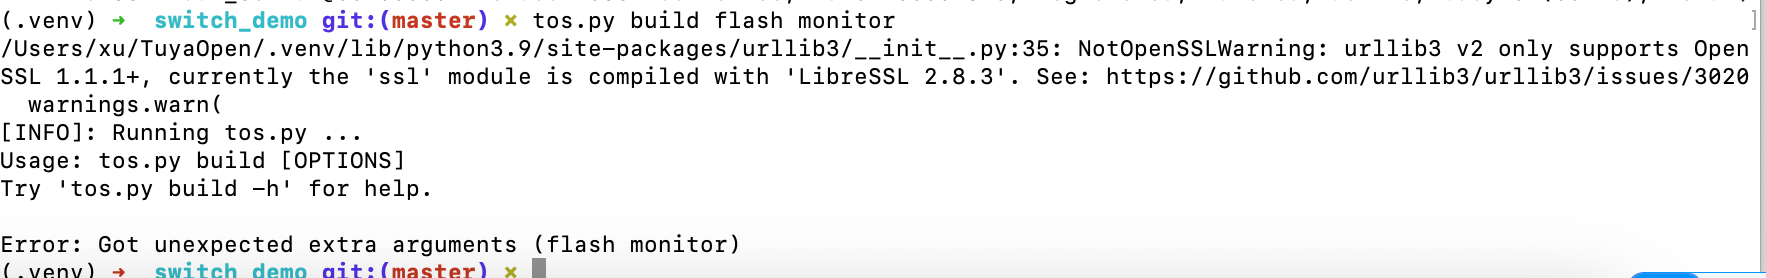 (.venv) → switch_demo git:(master) × tos.py build flash monitor
/Users/xu/TuyaOpen/.venv/lib/python3.9/site-packages/urllib3/__init__.py:35: NotOpenSSLWarning: urllib3 v2 only supports Open
SSL 1.1.1+, currently the 'ssl' module is compiled with 'LibreSSL 2.8.3'. See: https://github.com/urllib3/urllib3/issues/3020
  warnings.warn(
[INFO]: Running tos.py ...
Usage: tos.py build [OPTIONS]
Try 'tos.py build -h' for help.
Error: Got unexpected extra arguments (flash monitor)
(.venv) → switch_demo git:(master) ×